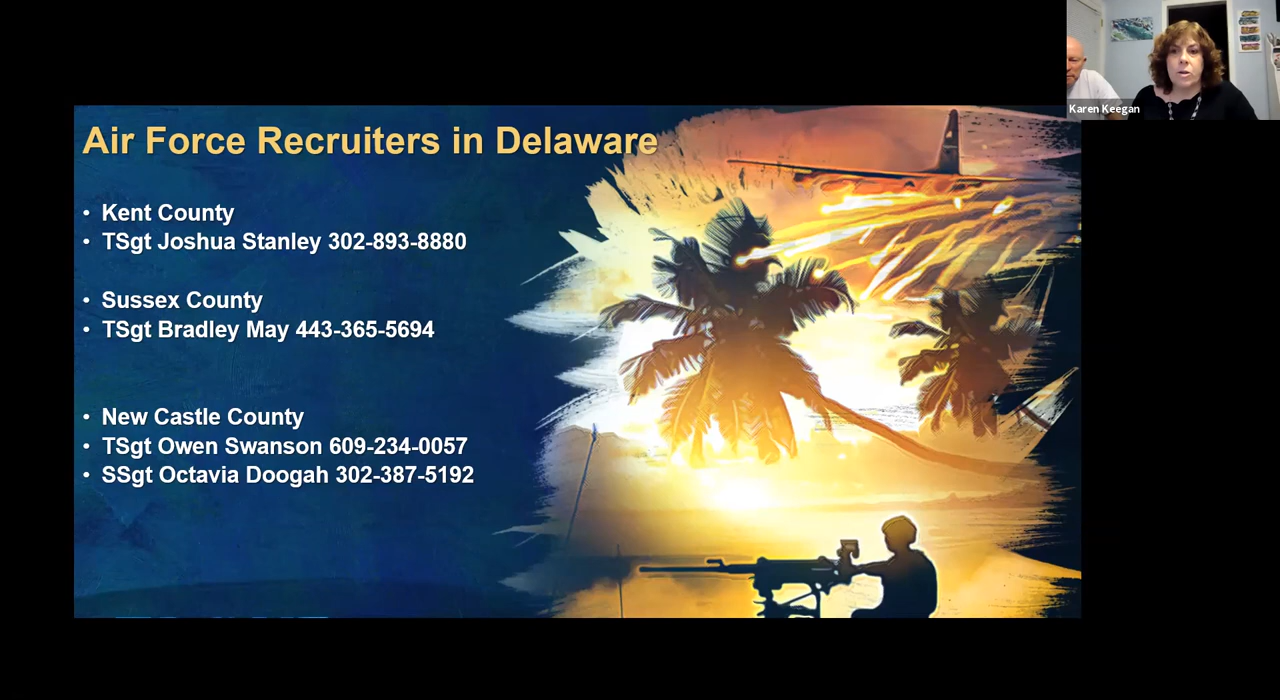 Karen Keegan
Air Force Recruiters in Delaware
• Kent County
• TSgt Joshua Stanley 302-893-8880
• Sussex County
• TSgt Bradley May 443-365-5694
• New Castle County
• TSgt Owen Swanson 609-234-0057
• SSgt Octavia Doogah 302-387-5192